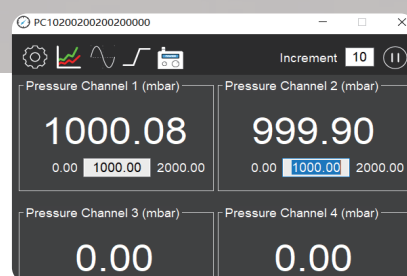 PC10200200200200000
Increment 10
Pressure Channel 1 (mbar) Pressure Channel 2 (mbar)
1000.08 999.90
0.00 1000.00 2000.00 0.00 1000.00 2000.00
Pressure Channel 3 (mbar) Pressure Channel 4 (mbar)
0.00 0.00